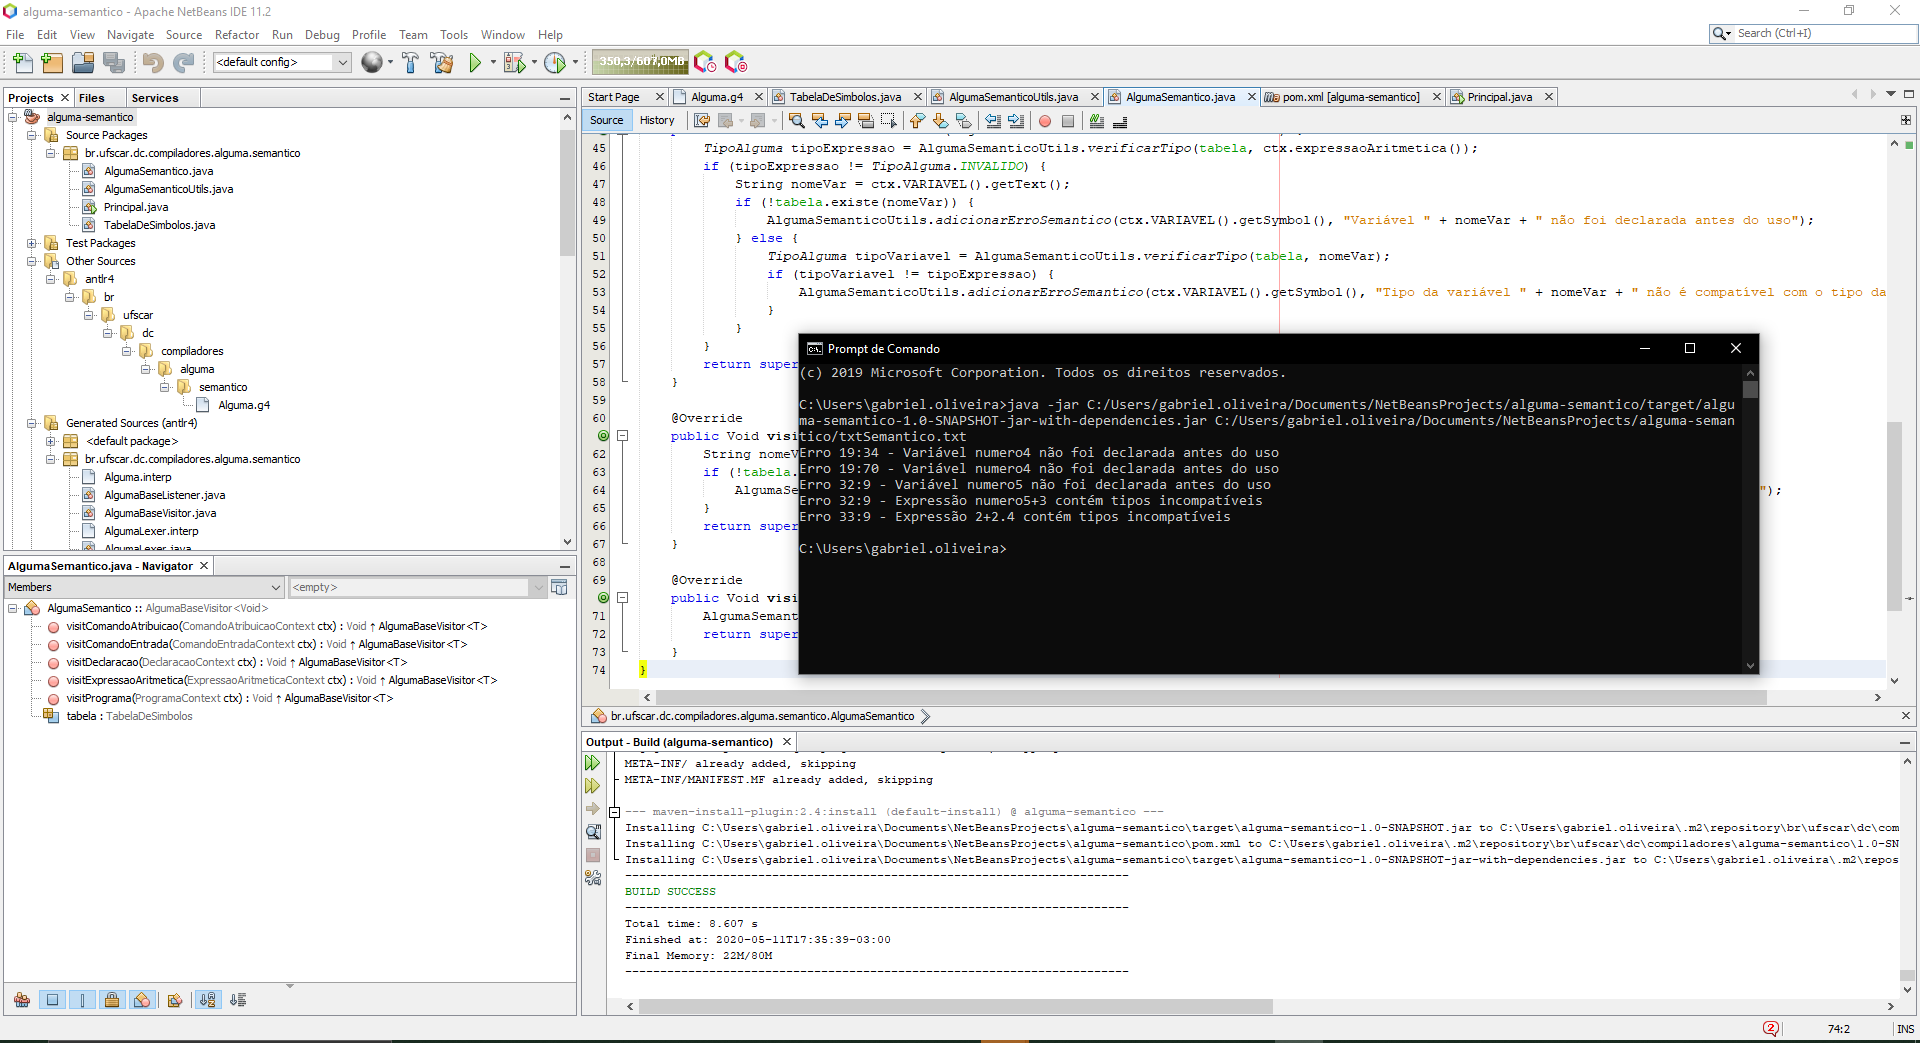 alguma-semantico - Apache NetBeans IDE 11.2
File Edit View Navigate Source Refactor Run Debug Profile Team Tools Window Help
Search (Ctrl+I)
<default config>
350,3/607,0MB
Projects Files Services
alguma-semantico
Source Packages
br.ufscar.dc.compiladores.alguma.semantico
AlgumaSemantico.java
AlgumaSemanticoUtils.java
Principal.java
TabelaDeSimbolos.java
Test Packages
Other Sources
antlr4
br
ufscar
dc
compiladores
alguma
semantico
Alguma.g4
Generated Sources (antlr4)
<default package>
br.ufscar.dc.compiladores.alguma.semantico
Alguma.interp
AlgumaBaseListener.java
AlgumaBaseVisitor.java
AlgumaLexer.interp
AlgumaLexer.java
AlgumaSemantico.java - Navigator
Members
<empty>
AlgumaSemantico :: AlgumaBaseVisitor<Void>
visitComandoAtribuicao(ComandoAtribuicaoContext ctx) : Void ↑ AlgumaBaseVisitor<T>
visitComandoEntrada(ComandoEntradaContext ctx) : Void ↑ AlgumaBaseVisitor<T>
visitDeclaracao(DeclaracaoContext ctx) : Void ↑ AlgumaBaseVisitor<T>
visitExpressaoAritmetica(ExpressaoAritmeticaContext ctx) : Void ↑ AlgumaBaseVisitor<T>
visitPrograma(ProgramaContext ctx) : Void ↑ AlgumaBaseVisitor<T>
tabela : TabelaDeSimbolos
Start Page Alguma.g4 TabelaDeSimbolos.java AlgumaSemanticoUtils.java AlgumaSemantico.java pom.xml [alguma-semantico] Principal.java
Source History
45 TipoAlguma tipoExpressao = AlgumaSemanticoUtils.verificarTipo(tabela, ctx.expressaoAritmetica());
46 if (tipoExpressao != TipoAlguma.INVALIDO) {
47 String nomeVar = ctx.VARIAVEL().getText();
48 if (!tabela.existe(nomeVar)) {
49 AlgumaSemanticoUtils.adicionarErroSemantico(ctx.VARIAVEL().getSymbol(), "Variável " + nomeVar + " não foi declarada antes do uso");
50 } else {
51 TipoAlguma tipoVariavel = AlgumaSemanticoUtils.verificarTipo(tabela, nomeVar);
52 if (tipoVariavel != tipoExpressao) {
53 AlgumaSemanticoUtils.adicionarErroSemantico(ctx.VARIAVEL().getSymbol(), "Tipo da variável " + nomeVar + " não é compatível com o tipo da
54 }
55 }
56 }
57 return super
58 }
59
60 @Override
public Void visi
62 String nomeV
63 if (!tabela.
64 AlgumaSe ");
65 }
66 return super
67 }
68
69 @Override
public Void visi
71 AlgumaSemant
72 return super
73 }
74 }
Prompt de Comando
(c) 2019 Microsoft Corporation. Todos os direitos reservados.
C:\Users\gabriel.oliveira>java -jar C:/Users/gabriel.oliveira/Documents/NetBeansProjects/alguma-semantico/target/algu
ma-semantico-1.0-SNAPSHOT-jar-with-dependencies.jar C:/Users/gabriel.oliveira/Documents/NetBeansProjects/alguma-seman
tico/txtSemantico.txt
Erro 19:34 - Variável numero4 não foi declarada antes do uso
Erro 19:70 - Variável numero4 não foi declarada antes do uso
Erro 32:9 - Variável numero5 não foi declarada antes do uso
Erro 32:9 - Expressão numero5+3 contém tipos incompatíveis
Erro 33:9 - Expressão 2+2.4 contém tipos incompatíveis
C:\Users\gabriel.oliveira>
br.ufscar.dc.compiladores.alguma.semantico.AlgumaSemantico
Output - Build (alguma-semantico)
META-INF/ already added, skipping
META-INF/MANIFEST.MF already added, skipping
--- maven-install-plugin:2.4:install (default-install) @ alguma-semantico ---
Installing C:\Users\gabriel.oliveira\Documents\NetBeansProjects\alguma-semantico\target\alguma-semantico-1.0-SNAPSHOT.jar to C:\Users\gabriel.oliveira\.m2\repository\br\ufscar\dc\com
Installing C:\Users\gabriel.oliveira\Documents\NetBeansProjects\alguma-semantico\pom.xml to C:\Users\gabriel.oliveira\.m2\repository\br\ufscar\dc\compiladores\alguma-semantico\1.0-SN
Installing C:\Users\gabriel.oliveira\Documents\NetBeansProjects\alguma-semantico\target\alguma-semantico-1.0-SNAPSHOT-jar-with-dependencies.jar to C:\Users\gabriel.oliveira\.m2\repos
------------------------------------------------------------------------
BUILD SUCCESS
------------------------------------------------------------------------
Total time: 8.607 s
Finished at: 2020-05-11T17:35:39-03:00
Final Memory: 22M/80M
------------------------------------------------------------------------
2 74:2 INS